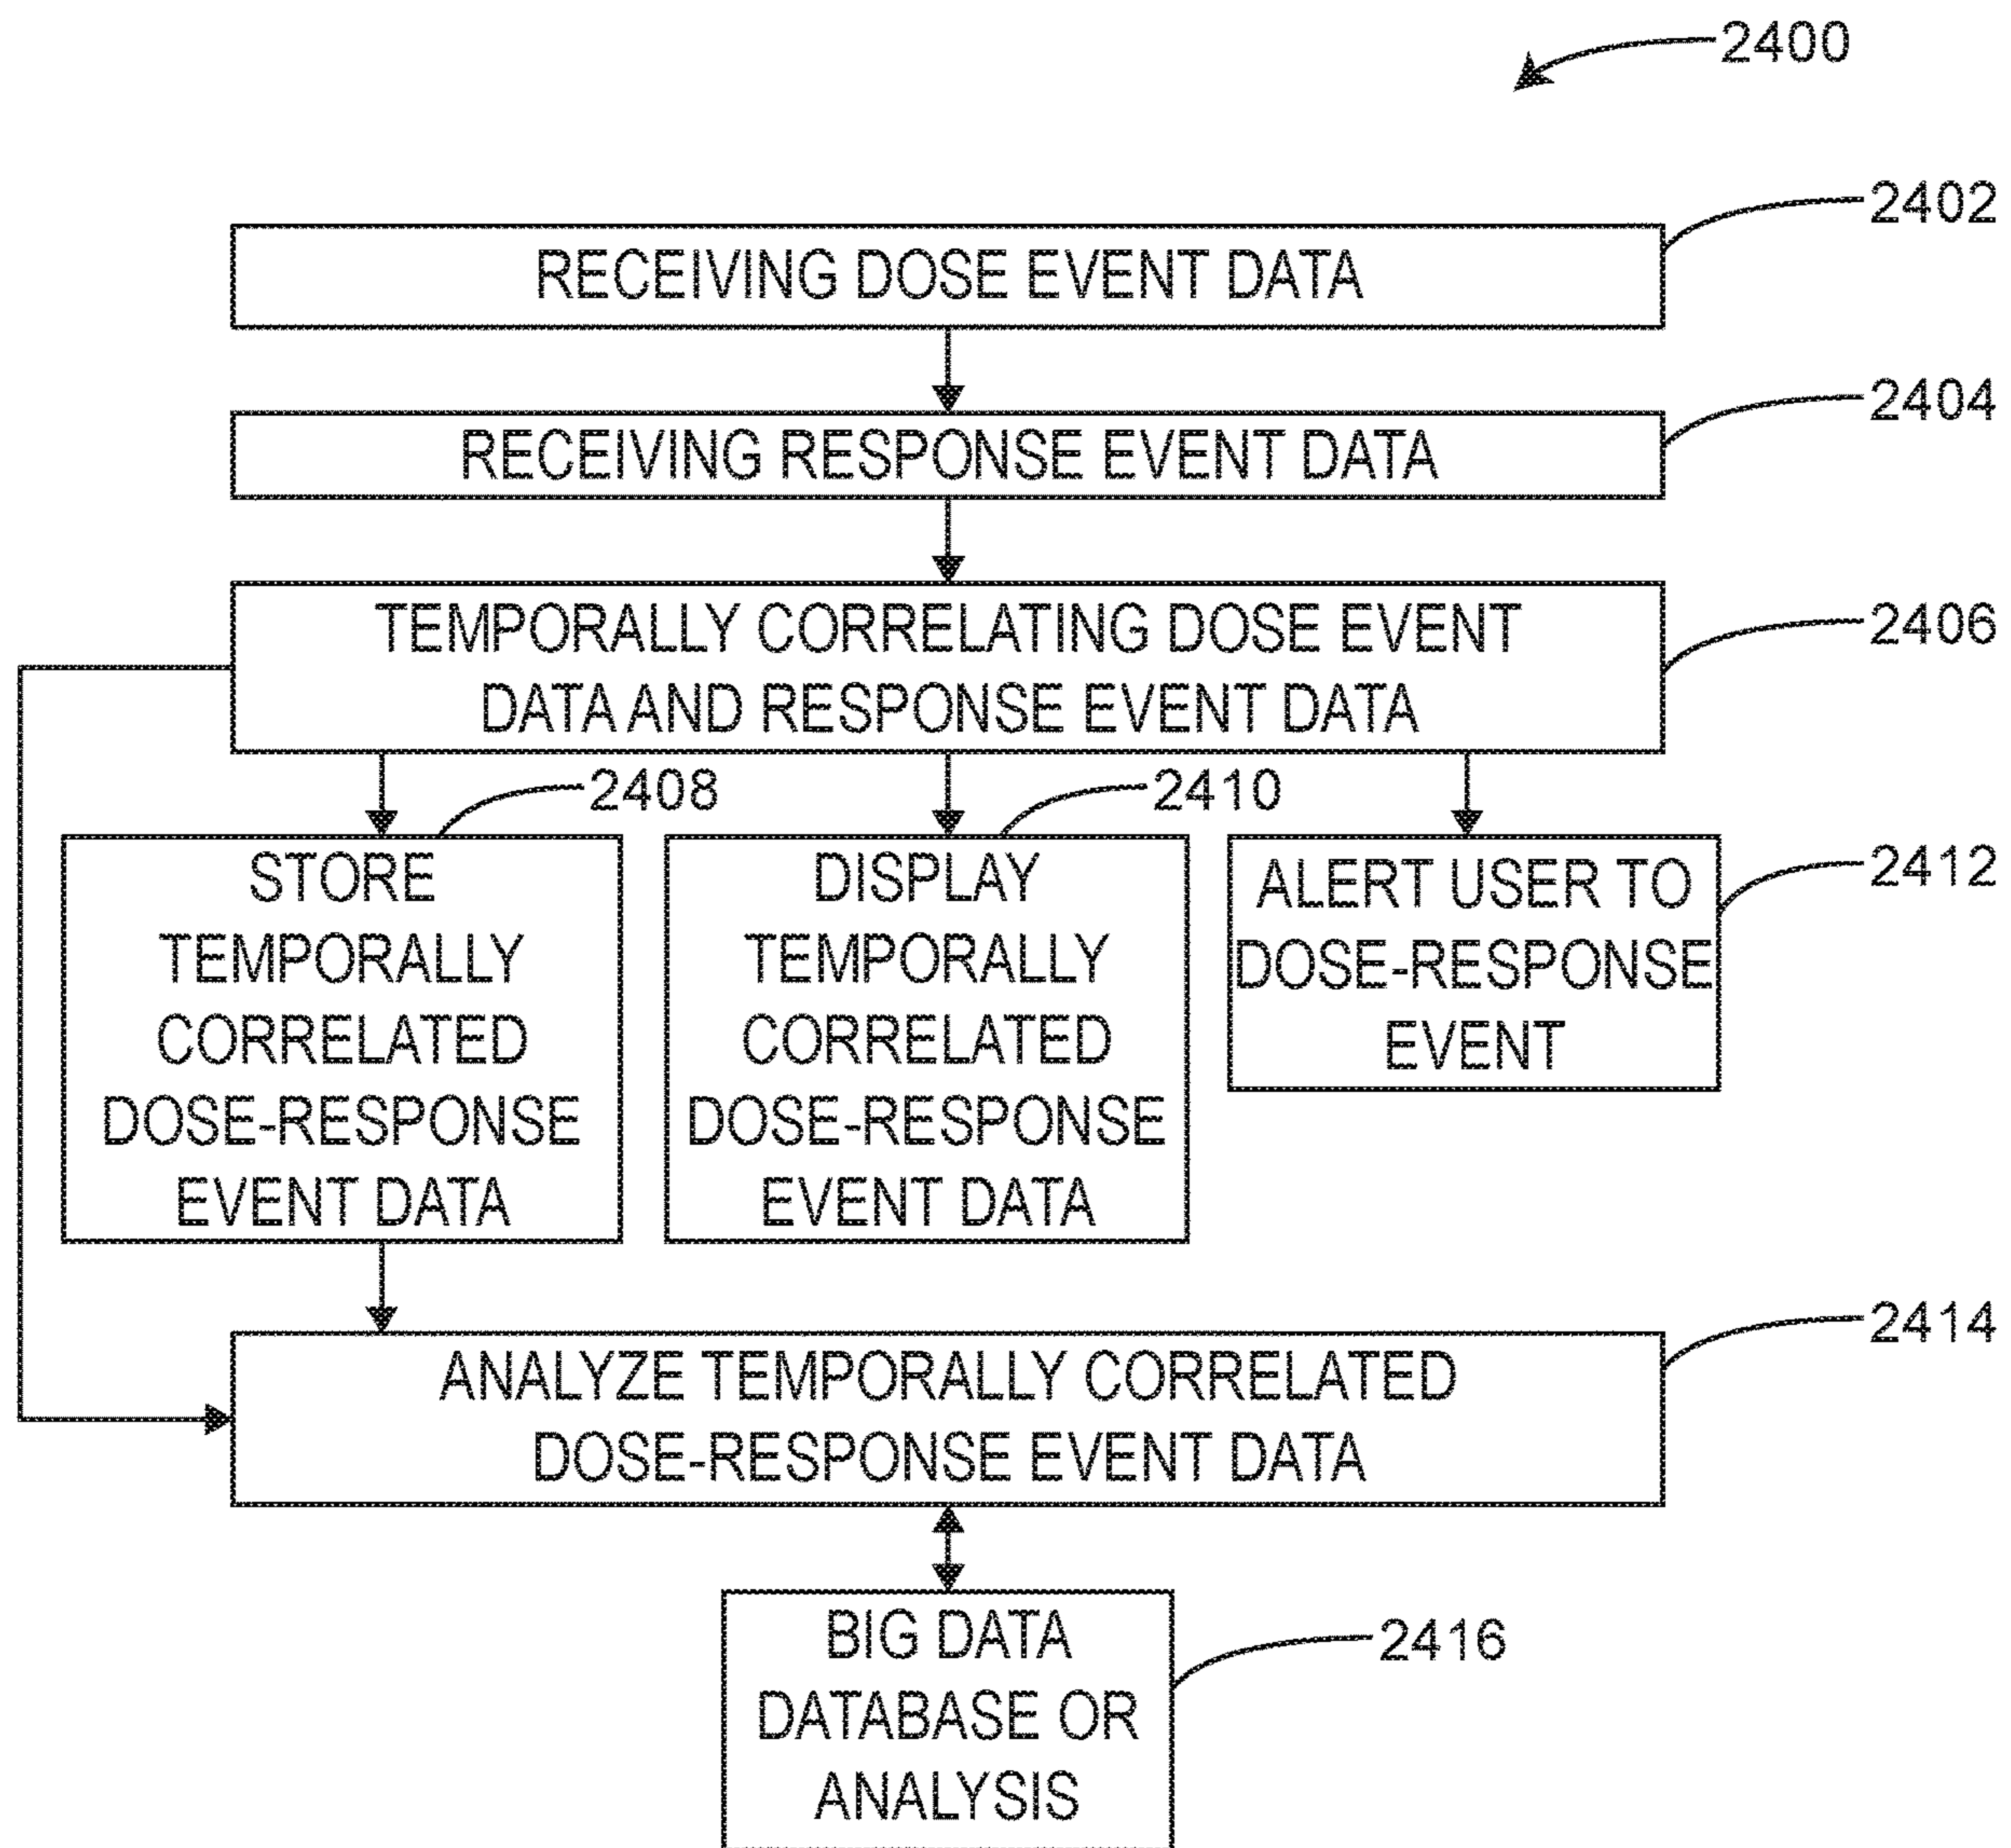 2400
RECEIVING DOSE EVENT DATA
2402
RECEIVING RESPONSE EVENT DATA
2404
TEMPORALLY CORRELATING DOSE EVENT
DATA AND RESPONSE EVENT DATA
2406
2408
STORE
TEMPORALLY
CORRELATED
DOSE-RESPONSE
EVENT DATA
2410
DISPLAY
TEMPORALLY
CORRELATED
DOSE-RESPONSE
EVENT DATA
ALERT USER TO
DOSE-RESPONSE
EVENT
2412
ANALYZE TEMPORALLY CORRELATED
DOSE-RESPONSE EVENT DATA
2414
BIG DATA
DATABASE OR
ANALYSIS
2416